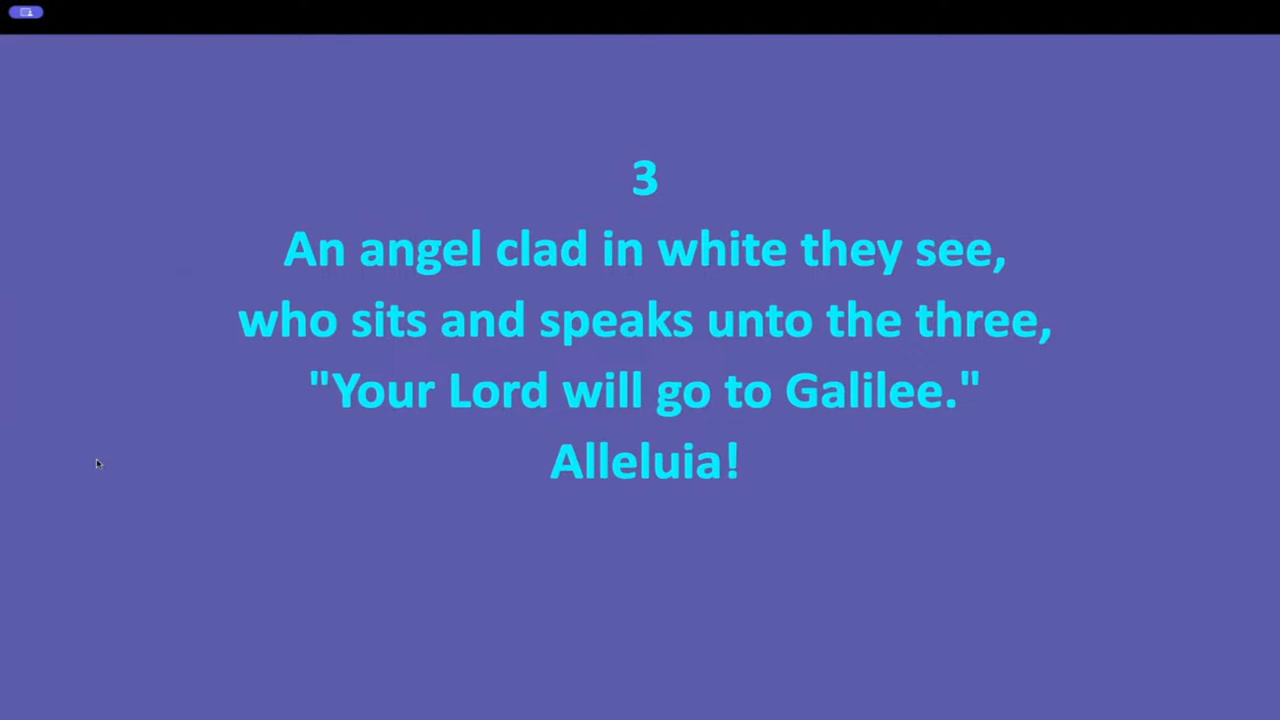 3
An angel clad in white they see,
who sits and speaks unto the three,
"Your Lord will go to Galilee."
Alleluia!